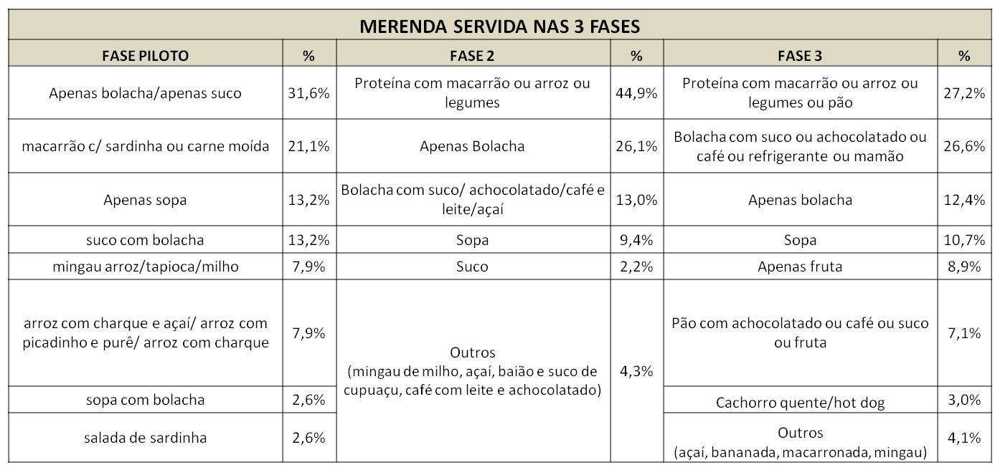 MERENDA SERVIDA NAS 3 FASES
FASE PILOTO % FASE 2 % FASE 3 %
Apenas bolacha/apenas suco 31,6% Proteína com macarrão ou arroz ou
legumes 44,9% Proteína com macarrão ou arroz ou
legumes ou pão 27,2%
macarrão c/ sardinha ou carne moída 21,1% Apenas Bolacha 26,1% Bolacha com suco ou achocolatado ou
café ou refrigerante ou mamão 26,6%
Apenas sopa 13,2% Bolacha com suco/ achocolatado/café e
leite/açaí 13,0% Apenas bolacha 12,4%
suco com bolacha 13,2% Sopa 9,4% Sopa 10,7%
mingau arroz/tapioca/milho 7,9% Suco 2,2% Apenas fruta 8,9%
arroz com charque e açaí/ arroz com
picadinho e purê/ arroz com charque 7,9% Outros
(mingau de milho, açaí, baião e suco de
cupuaçu, café com leite e achocolatado) 4,3% Pão com achocolatado ou café ou suco
ou fruta 7,1%
sopa com bolacha 2,6% Cachorro quente/hot dog 3,0%
salada de sardinha 2,6% Outros
(açaí, bananada, macarronada, mingau) 4,1%